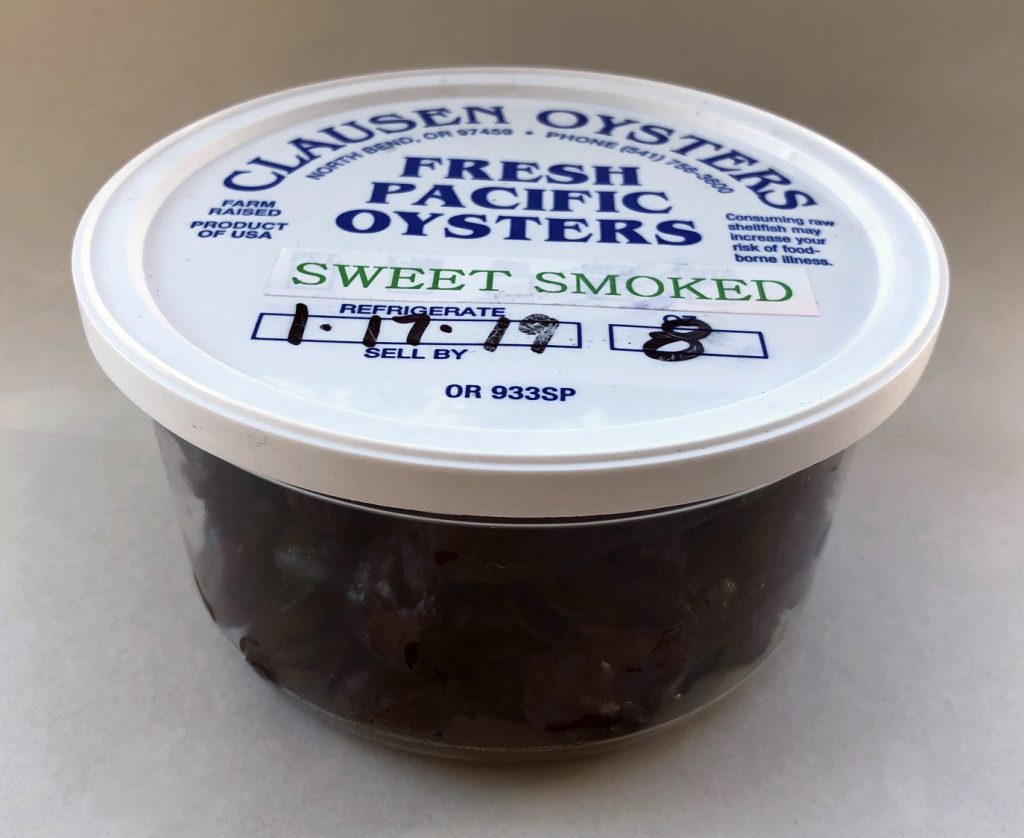 CLAUSEN OYSTERS
NORTH BEND, OR 97459 • PHONE (541) 756-3600
FRESH
PACIFIC
OYSTERS
FARM
RAISED
PRODUCT
OF USA
Consuming raw
shellfish may
increase your
risk of food-
borne illness.
SWEET SMOKED
REFRIGERATE
1·17·19
SELL BY
OZ
8
OR 933SP